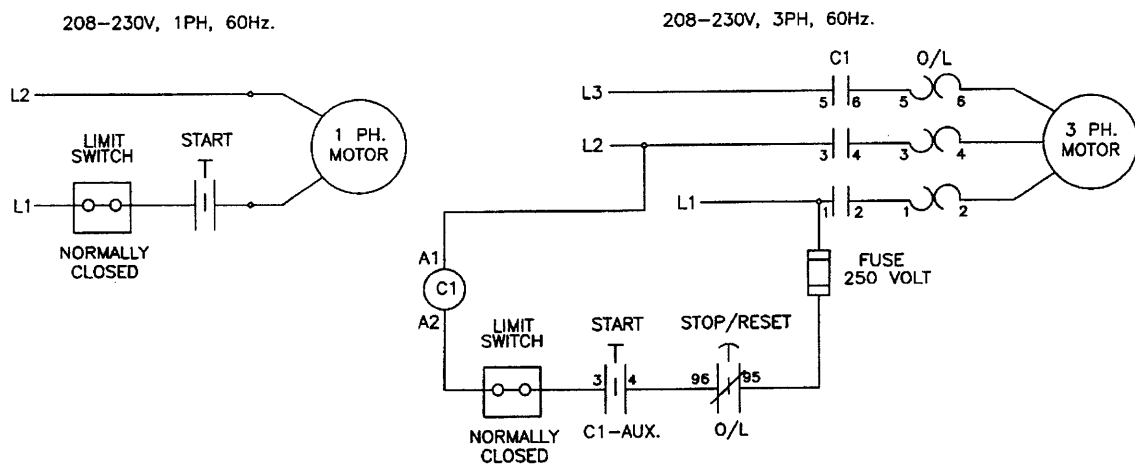 208-230V, 1PH, 60Hz.
L2
LIMIT
SWITCH
START
1 PH.
MOTOR
L1
NORMALLY
CLOSED
208-230V, 3PH, 60Hz.
C1
O/L
L3
5 6 5 6
L2
3 4 3 4
3 PH.
MOTOR
L1
1 2 1 2
FUSE
250 VOLT
A1
C1
A2
LIMIT
SWITCH
START
STOP/RESET
3 4
96 95
NORMALLY
CLOSED
C1-AUX.
O/L